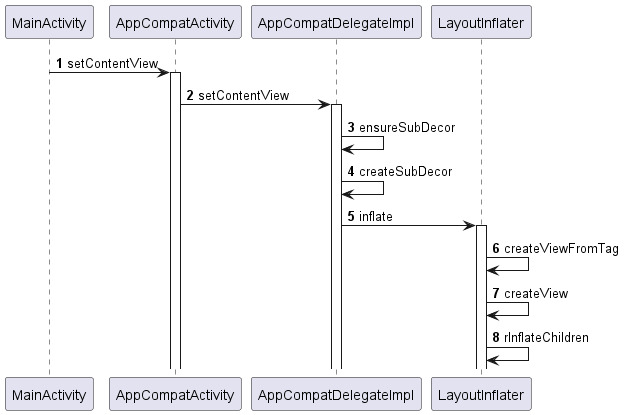 MainActivity
AppCompatActivity
AppCompatDelegateImpl
LayoutInflater
1 setContentView
2 setContentView
3 ensureSubDecor
4 createSubDecor
5 inflate
6 createViewFromTag
7 createView
8 rInflateChildren
MainActivity
AppCompatActivity
AppCompatDelegateImpl
LayoutInflater